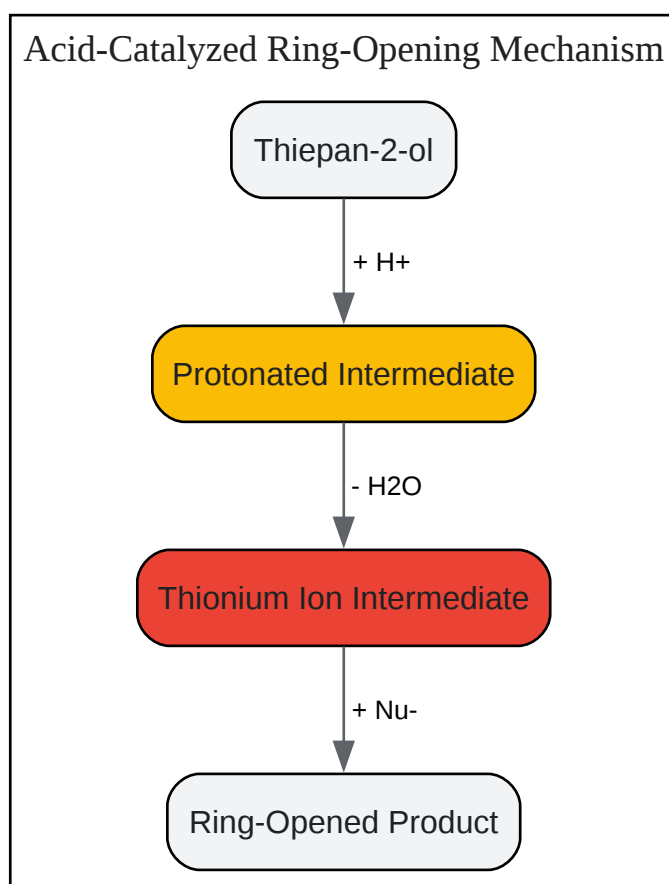 Acid-Catalyzed Ring-Opening Mechanism
Thiepan-2-ol
+ H+
Protonated Intermediate
- H2O
Thionium Ion Intermediate
+ Nu-
Ring-Opened Product